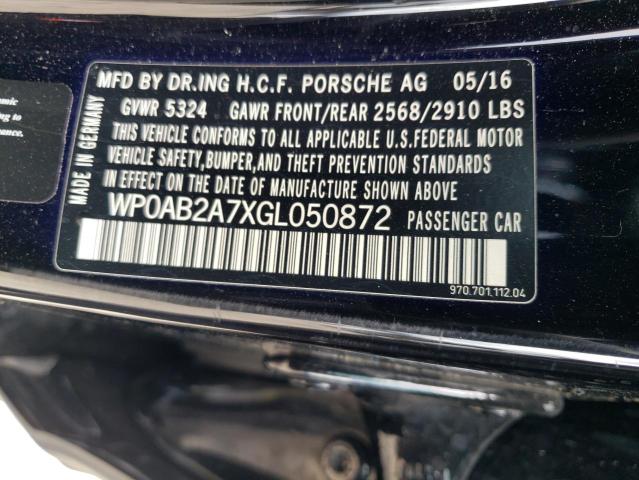 MFD BY DR.ING H.C.F. PORSCHE AG 05/16
GVWR 5324 GAWR FRONT/REAR 2568/2910 LBS
THIS VEHICLE CONFORMS TO ALL APPLICABLE U.S.FEDERAL MOTOR
VEHICLE SAFETY,BUMPER,AND THEFT PREVENTION STANDARDS
IN EFFECT ON THE DATE OF MANUFACTURE SHOWN ABOVE.
WP0AB2A7XGL050872 PASSENGER CAR
970.701.112.04
MADE IN GERMANY
to